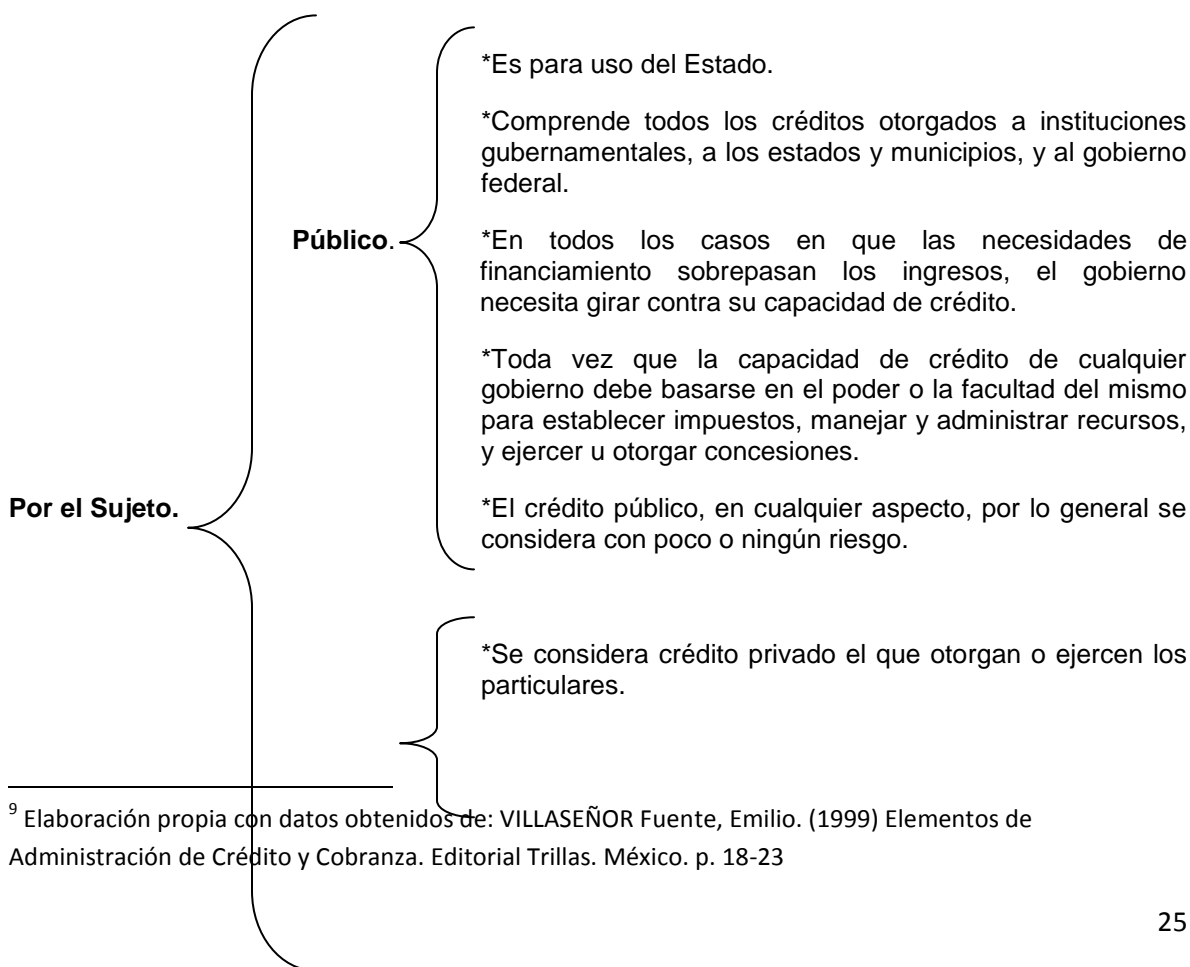 *Es para uso del Estado.
*Comprende todos los créditos otorgados a instituciones
gubernamentales, a los estados y municipios, y al gobierno
federal.
Público.
*En todos los casos en que las necesidades de
financiamiento sobrepasan los ingresos, el gobierno
necesita girar contra su capacidad de crédito.
*Toda vez que la capacidad de crédito de cualquier
gobierno debe basarse en el poder o la facultad del mismo
para establecer impuestos, manejar y administrar recursos,
y ejercer u otorgar concesiones.
Por el Sujeto.
*El crédito público, en cualquier aspecto, por lo general se
considera con poco o ningún riesgo.
*Se considera crédito privado el que otorgan o ejercen los
particulares.
9 Elaboración propia con datos obtenidos de: VILLASEÑOR Fuente, Emilio. (1999) Elementos de
Administración de Crédito y Cobranza. Editorial Trillas. México. p. 18-23
25